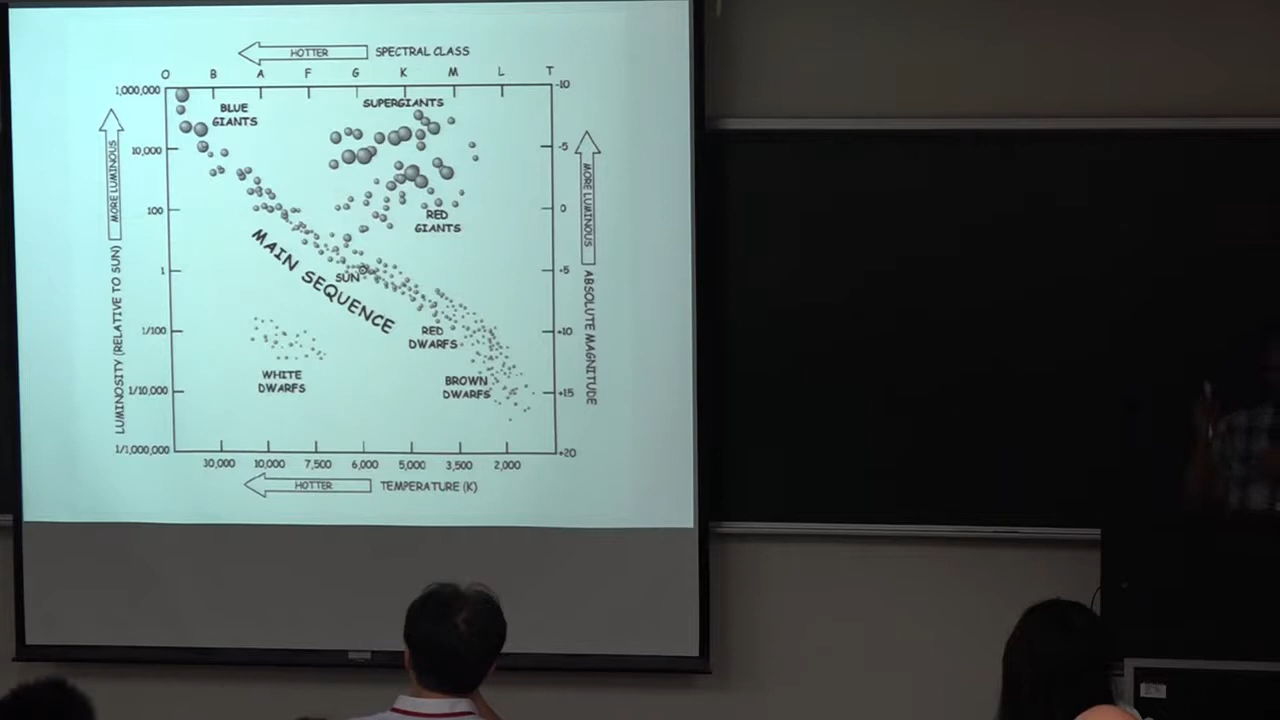 HOTTER SPECTRAL CLASS
O B A F G K M L T
1,000,000
10,000
100
1
1/100
1/10,000
1/1,000,000
MORE LUMINOUS
LUMINOSITY (RELATIVE TO SUN)
BLUE
GIANTS
SUPERGIANTS
RED
GIANTS
MAIN SEQUENCE
SUN
RED
DWARFS
WHITE
DWARFS
BROWN
DWARFS
-10
-5
0
+5
+10
+15
+20
MORE LUMINOUS
ABSOLUTE MAGNITUDE
30,000 10,000 7,500 6,000 5,000 3,500 2,000
HOTTER TEMPERATURE (K)